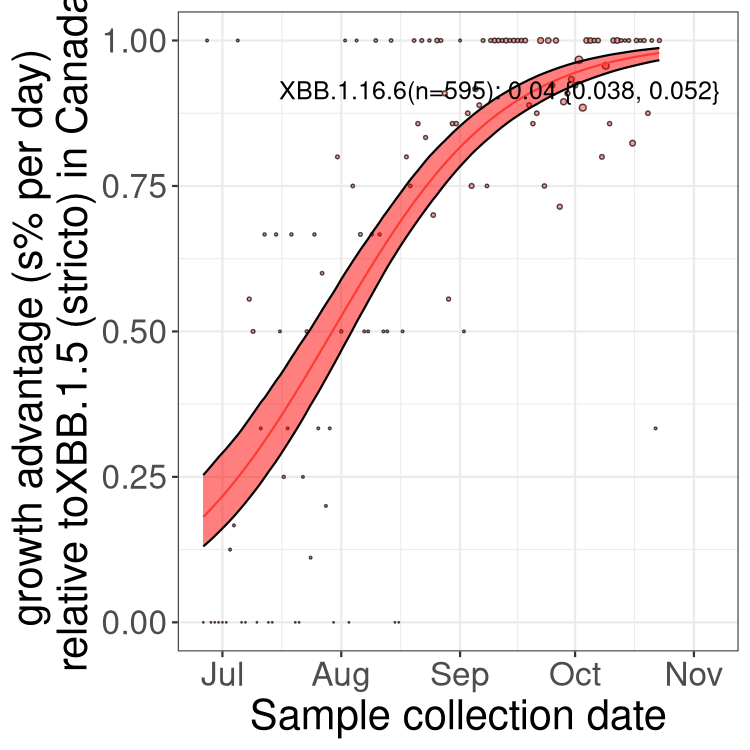 growth advantage (s% per day)
relative toXBB.1.5 (stricto) in Canada
1.00
0.75
0.50
0.25
0.00
XBB.1.16.6(n=595): 0.04 {0.038, 0.052}
Jul Aug Sep Oct Nov
Sample collection date